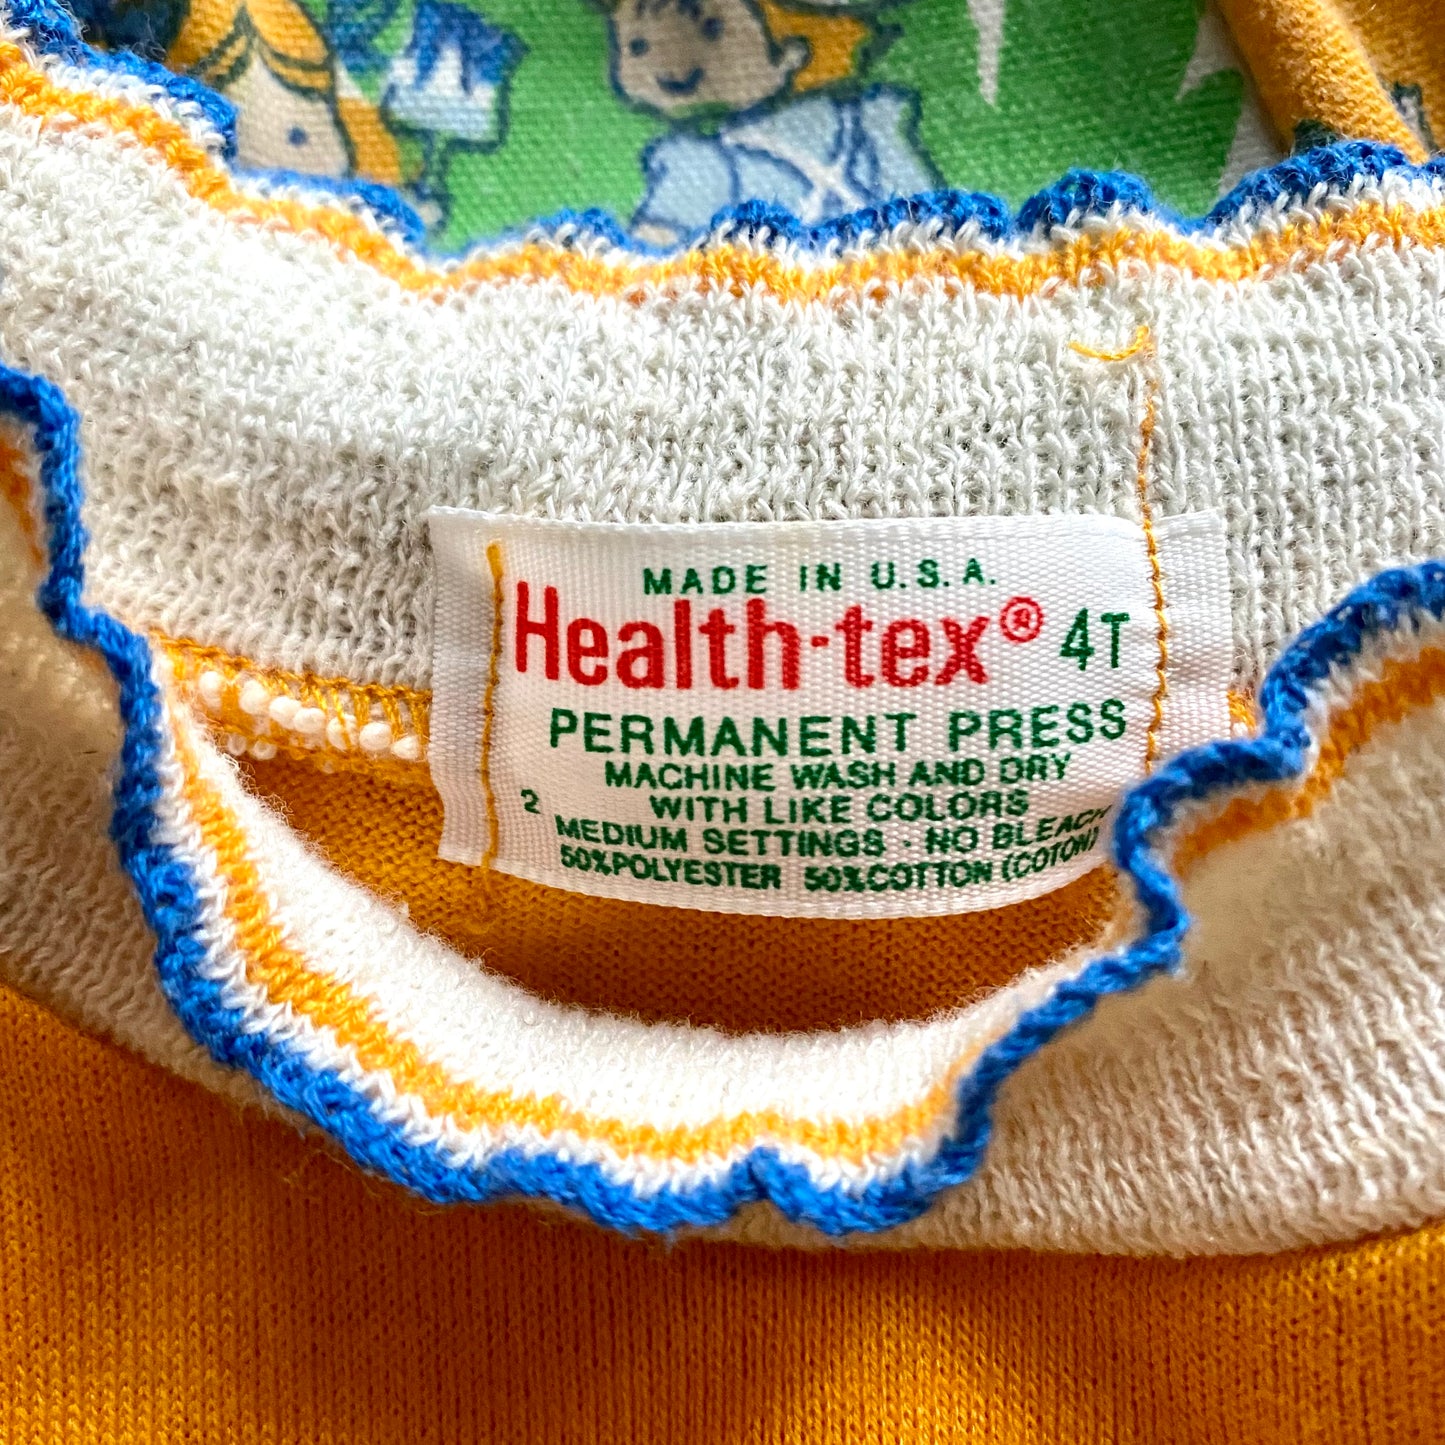 MADE IN U.S.A.
Health-tex® 4T
PERMANENT PRESS
MACHINE WASH AND DRY
2 WITH LIKE COLORS
MEDIUM SETTINGS · NO BLEACH
50%POLYESTER 50%COTTON (COTON)